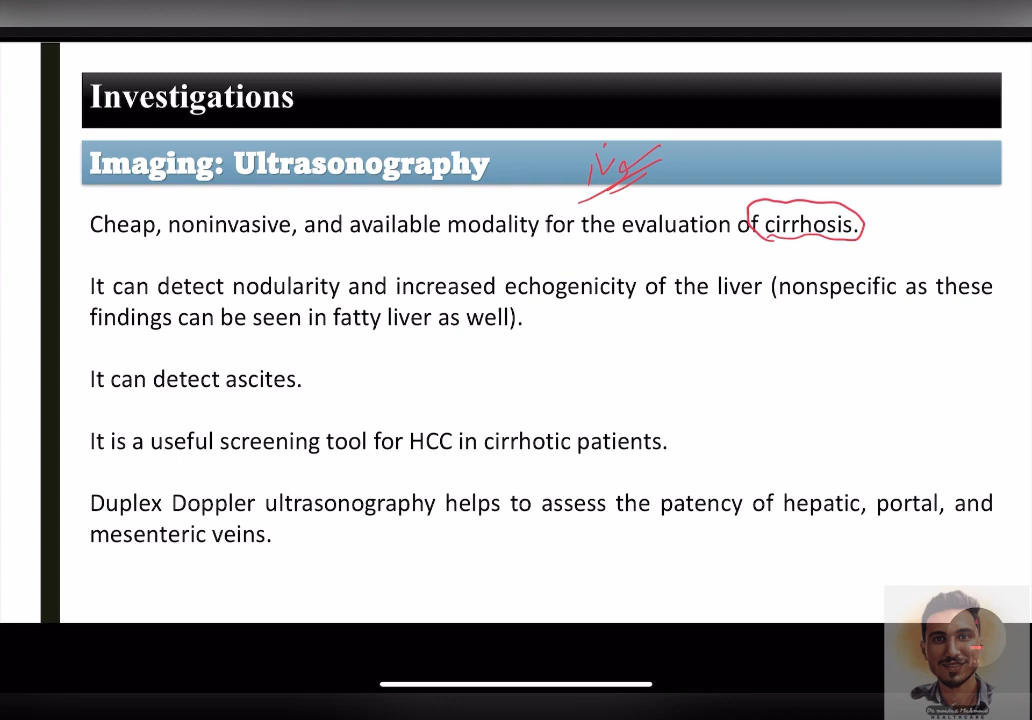 Investigations
Imaging: Ultrasonography
Cheap, noninvasive, and available modality for the evaluation of cirrhosis.
It can detect nodularity and increased echogenicity of the liver (nonspecific as these
findings can be seen in fatty liver as well).
It can detect ascites.
It is a useful screening tool for HCC in cirrhotic patients.
Duplex Doppler ultrasonography helps to assess the patency of hepatic, portal, and
mesenteric veins.
HEALTHCARE